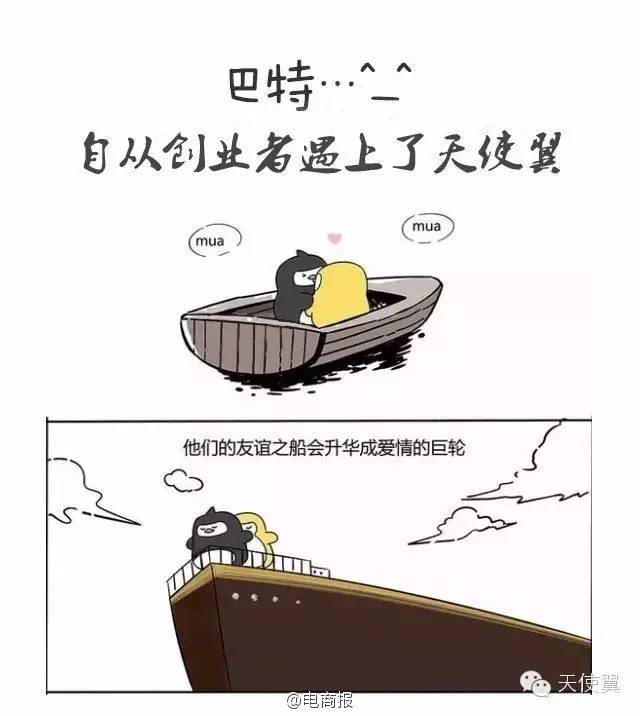 巴特…^_^
自从创业者遇上了天使翼
mua
mua
他们的友谊之船会升华成爱情的巨轮
天使翼
@电商报